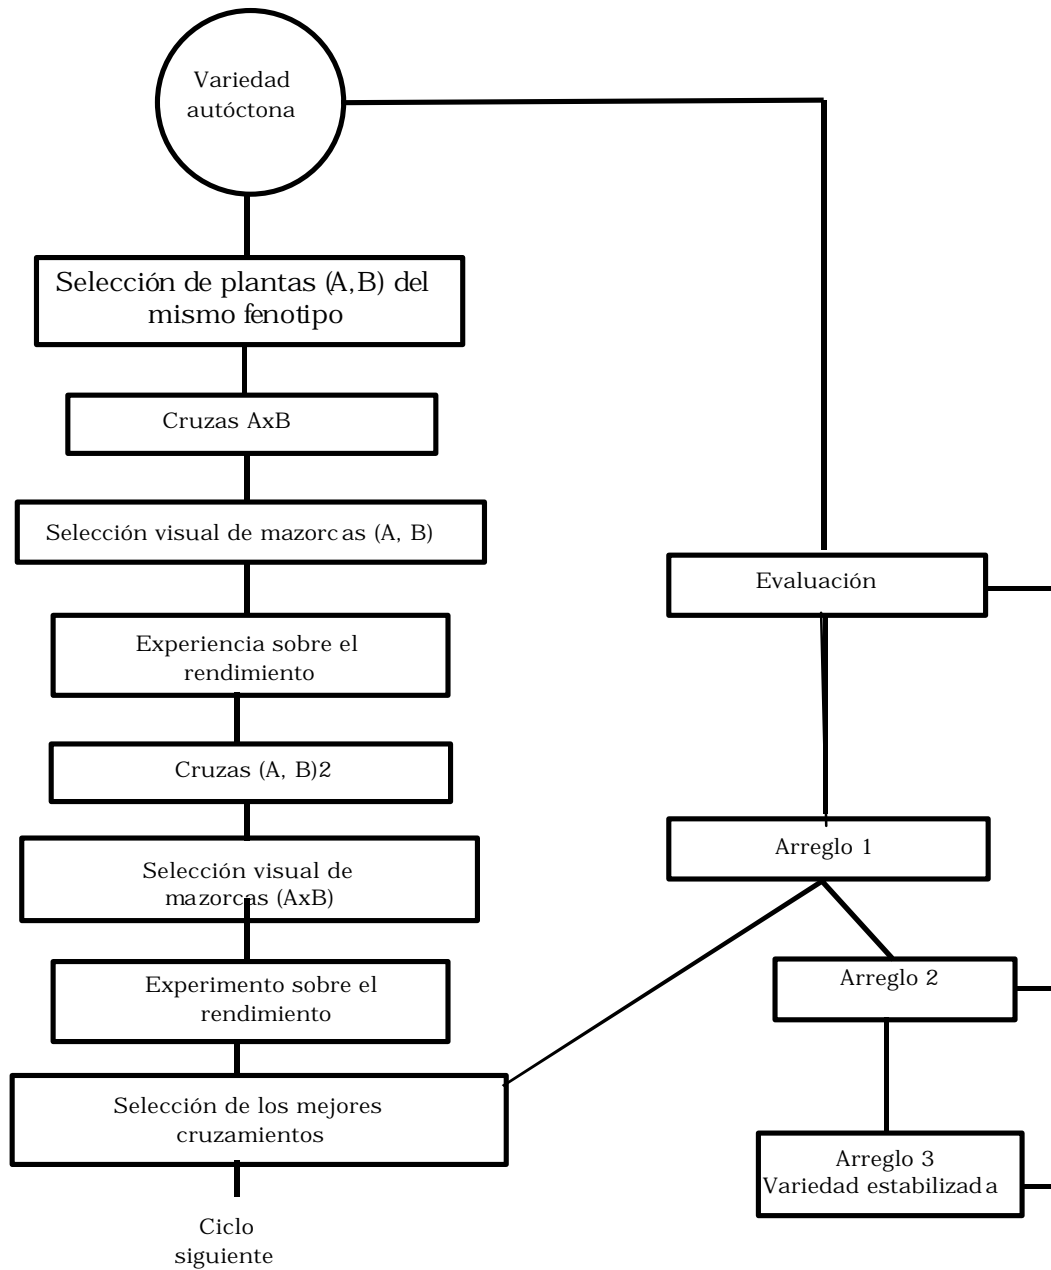 Variedad
autóctona
Selección de plantas (A,B) del
mismo fenotipo
Cruzas AxB
Selección visual de mazorcas (A, B)
Experiencia sobre el
rendimiento
Cruzas (A, B)2
Selección visual de
mazorcas (AxB)
Experimento sobre el
rendimiento
Selección de los mejores
cruzamientos
Ciclo
siguiente
Evaluación
Arreglo 1
Arreglo 2
Arreglo 3
Variedad estabilizada